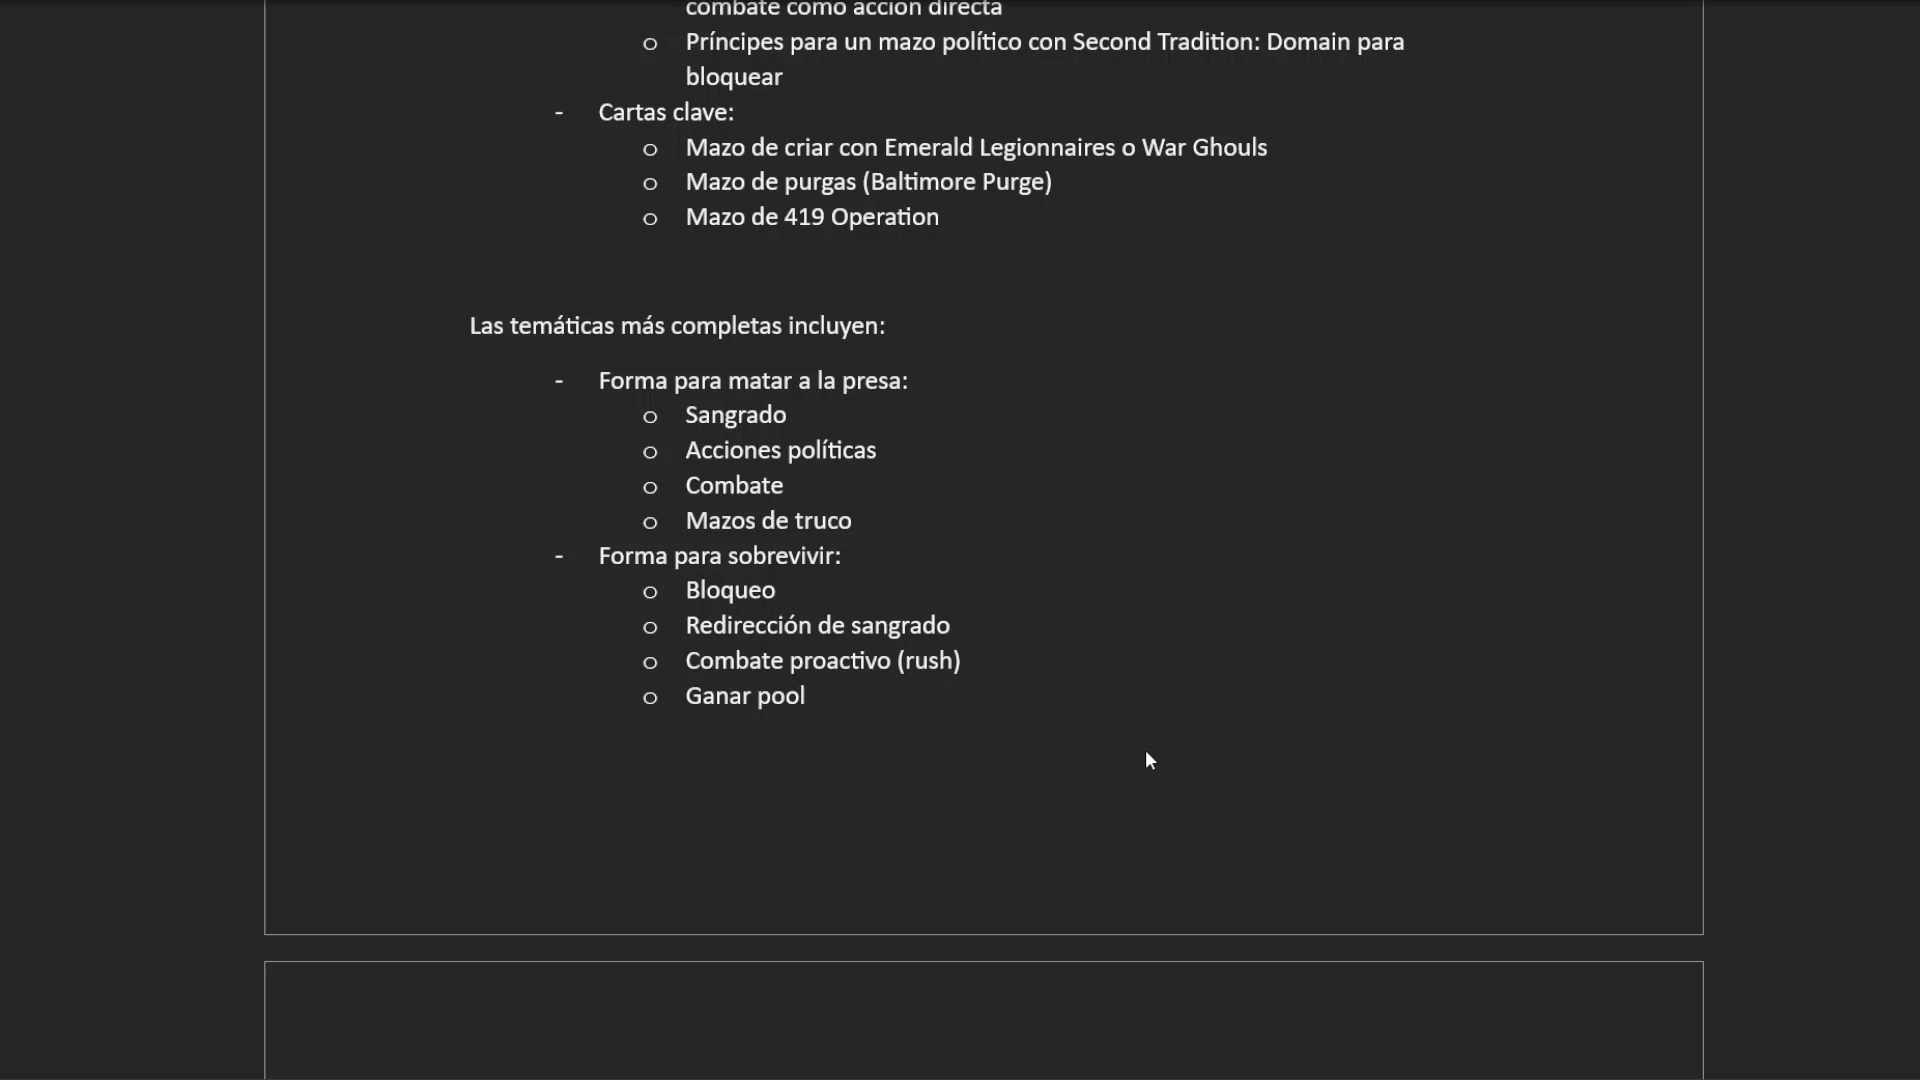 combate como acción directa
o Príncipes para un mazo político con Second Tradition: Domain para
bloquear
- Cartas clave:
o Mazo de criar con Emerald Legionnaires o War Ghouls
o Mazo de purgas (Baltimore Purge)
o Mazo de 419 Operation
Las temáticas más completas incluyen:
- Forma para matar a la presa:
o Sangrado
o Acciones políticas
o Combate
o Mazos de truco
- Forma para sobrevivir:
o Bloqueo
o Redirección de sangrado
o Combate proactivo (rush)
o Ganar pool